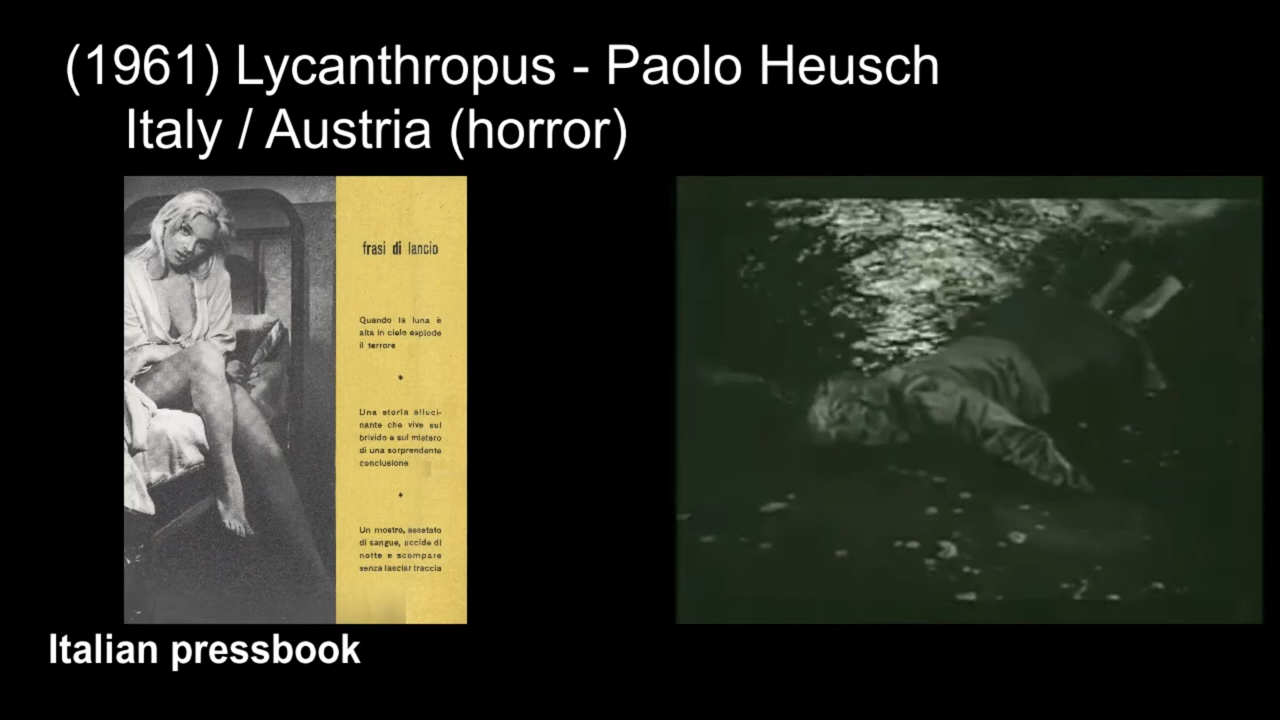 (1961) Lycanthropus - Paolo Heusch
Italy / Austria (horror)
frasi di lancio
Quando la luna è
alta in cielo esplode
il terrore
*
Una storia alluci-
nante che vive sul
brivido e sul mistero
di una sorprendente
conclusione
*
Un mostro, assetato
di sangue, uccide di
notte e scompare
senza lasciar traccia
Italian pressbook